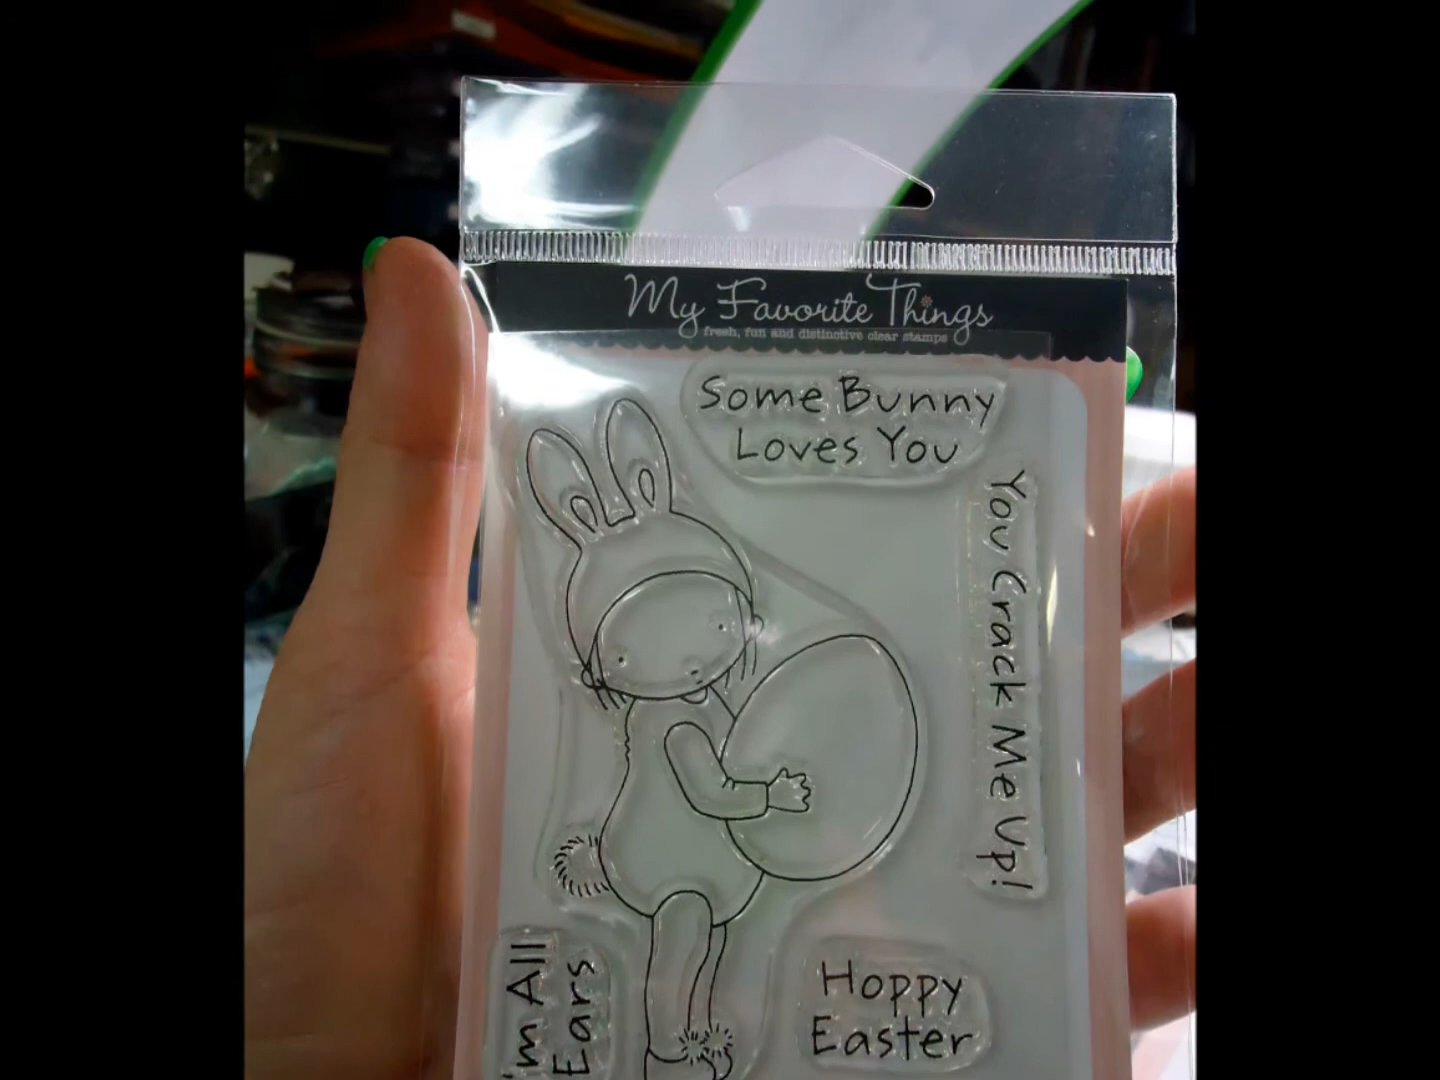 My Favorite Things
fresh, fun and distinctive clear stamps
Some Bunny
Loves You
You Crack Me Up!
I'm All
Ears
Hoppy
Easter